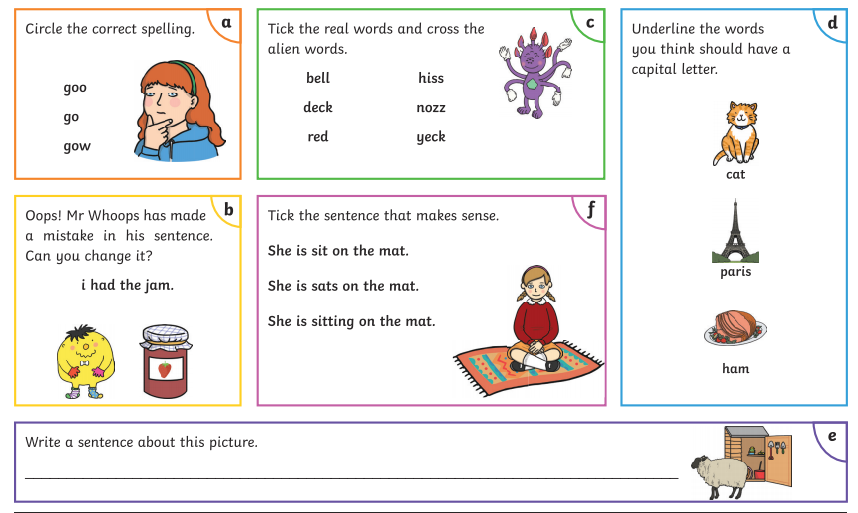 a
Circle the correct spelling.
goo
go
gow
c
Tick the real words and cross the
alien words.
bell hiss
deck nozz
red yeck
d
Underline the words
you think should have a
capital letter.
cat
paris
ham
b
Oops! Mr Whoops has made
a mistake in his sentence.
Can you change it?
i had the jam.
f
Tick the sentence that makes sense.
She is sit on the mat.
She is sats on the mat.
She is sitting on the mat.
e
Write a sentence about this picture.